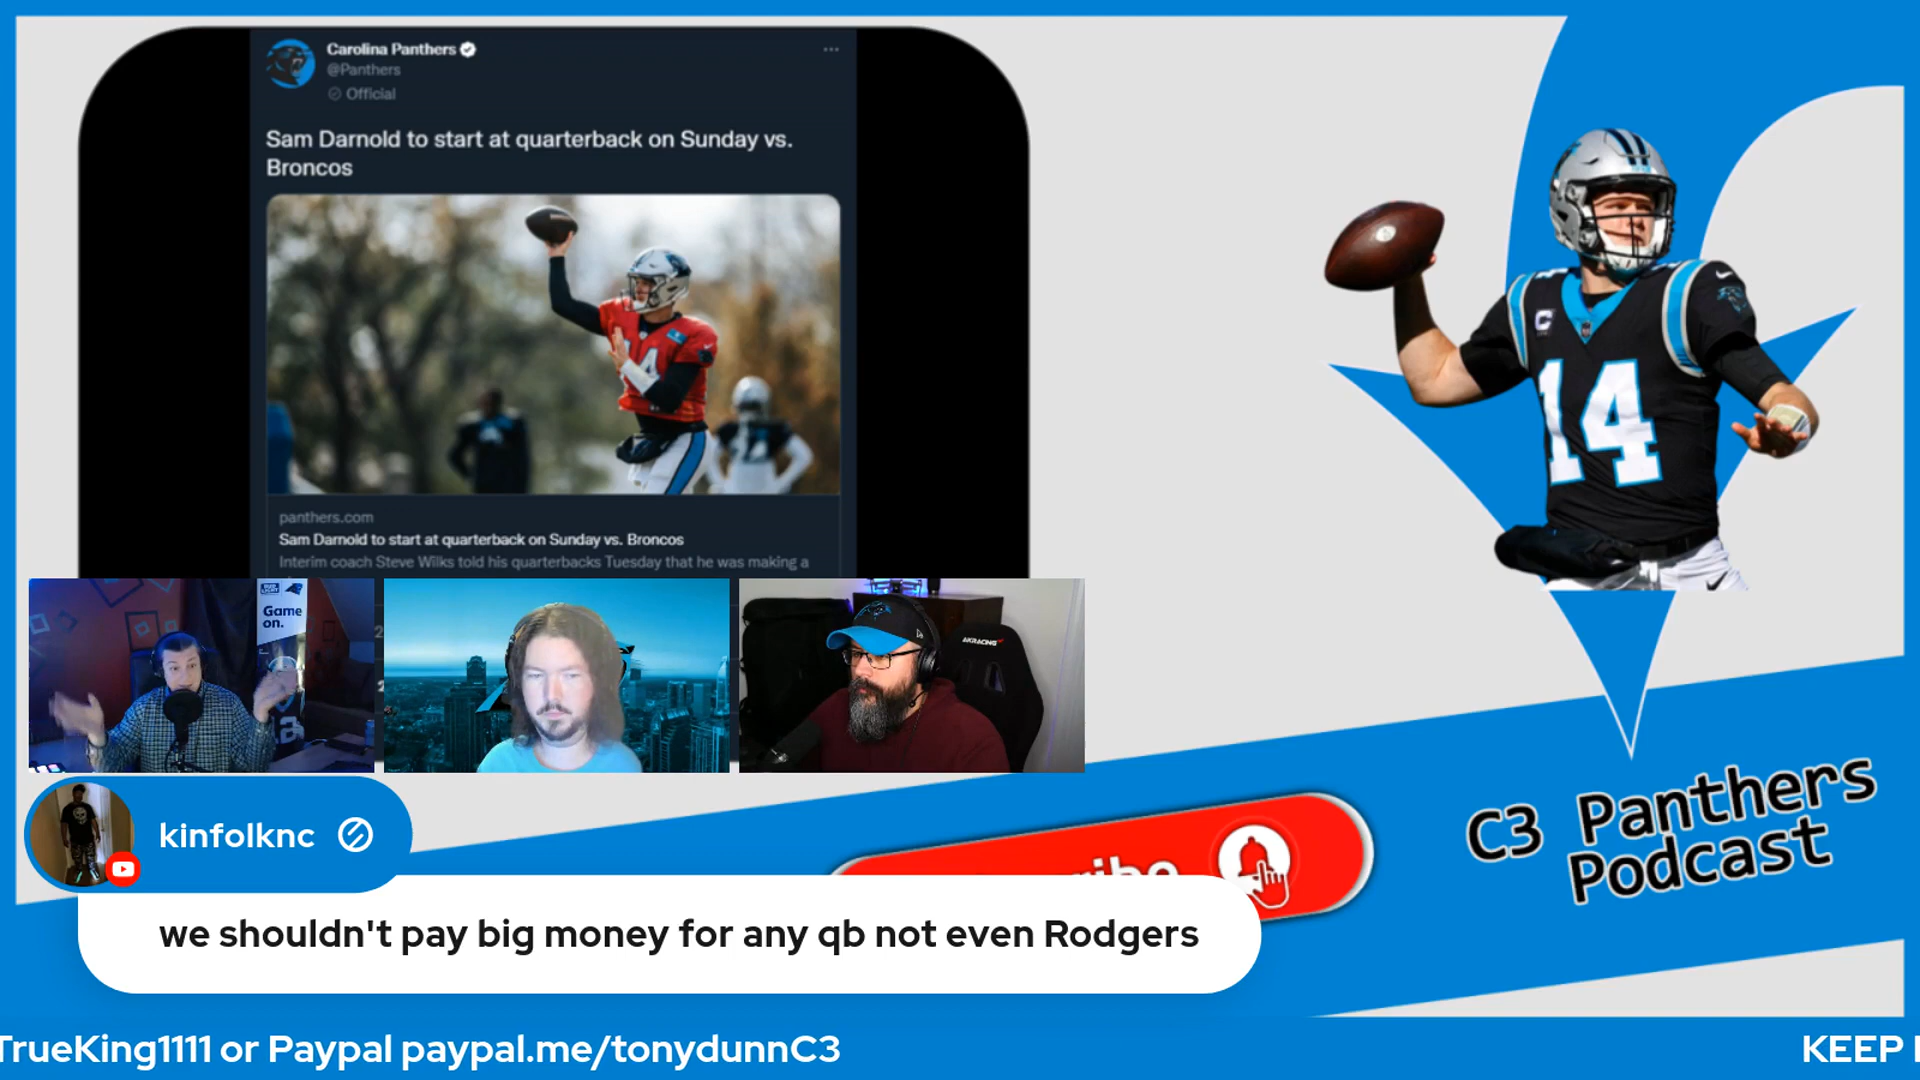 Carolina Panthers
@Panthers
Official
Sam Darnold to start at quarterback on Sunday vs.
Broncos
panthers.com
Sam Darnold to start at quarterback on Sunday vs. Broncos
Interim coach Steve Wilks told his quarterbacks Tuesday that he was making a
14
C
Game
on.
AKRACING
C3 Panthers
Podcast
kinfolknc
we shouldn't pay big money for any qb not even Rodgers
TrueKing1111 or Paypal paypal.me/tonydunnC3
KEEP